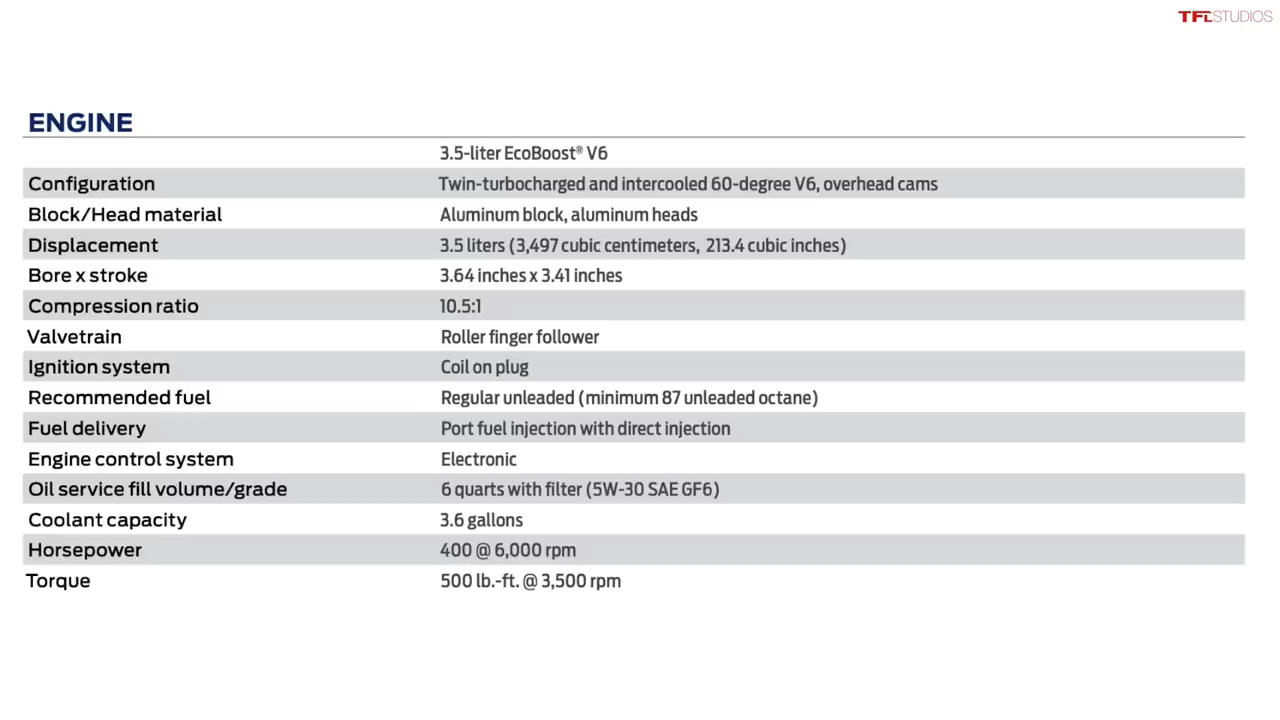 TFLSTUDIOS
ENGINE
3.5-liter EcoBoost® V6
Configuration Twin-turbocharged and intercooled 60-degree V6, overhead cams
Block/Head material Aluminum block, aluminum heads
Displacement 3.5 liters (3,497 cubic centimeters, 213.4 cubic inches)
Bore x stroke 3.64 inches x 3.41 inches
Compression ratio 10.5:1
Valvetrain Roller finger follower
Ignition system Coil on plug
Recommended fuel Regular unleaded (minimum 87 unleaded octane)
Fuel delivery Port fuel injection with direct injection
Engine control system Electronic
Oil service fill volume/grade 6 quarts with filter (5W-30 SAE GF6)
Coolant capacity 3.6 gallons
Horsepower 400 @ 6,000 rpm
Torque 500 lb.-ft. @ 3,500 rpm